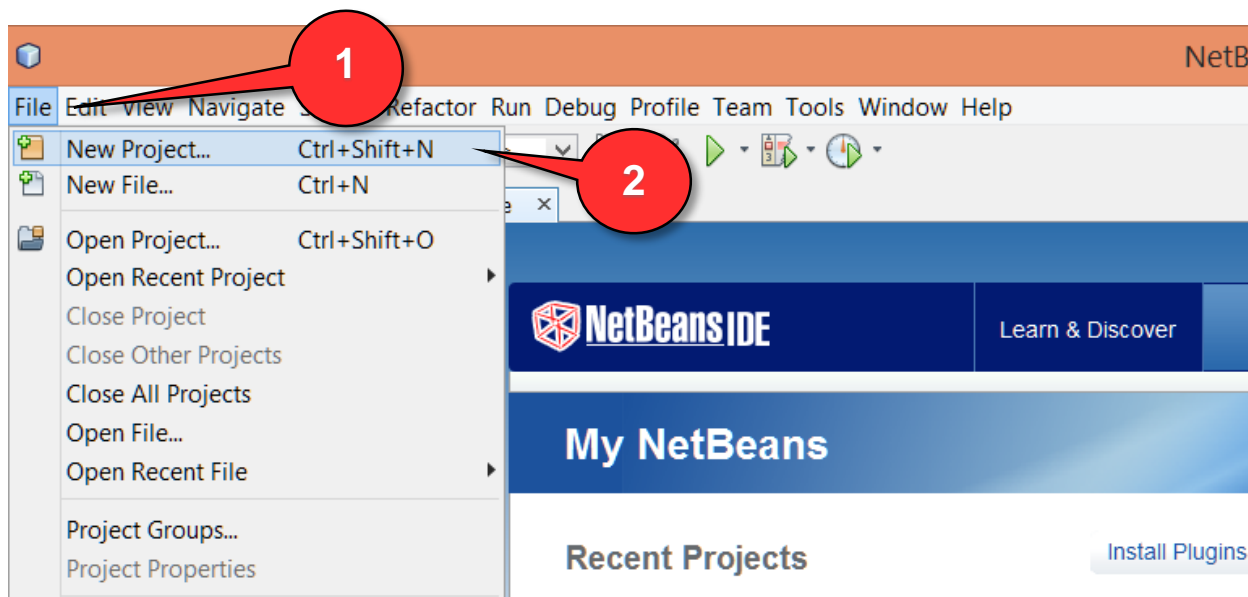 1
NetB
File Edit View Navigate Refactor Run Debug Profile Team Tools Window Help
New Project... Ctrl+Shift+N
2
New File... Ctrl+N
Open Project... Ctrl+Shift+O
Open Recent Project
Close Project
Close Other Projects
Close All Projects
Open File...
Open Recent File
Project Groups...
Project Properties
NetBeans IDE
Learn & Discover
My NetBeans
Recent Projects
Install Plugins